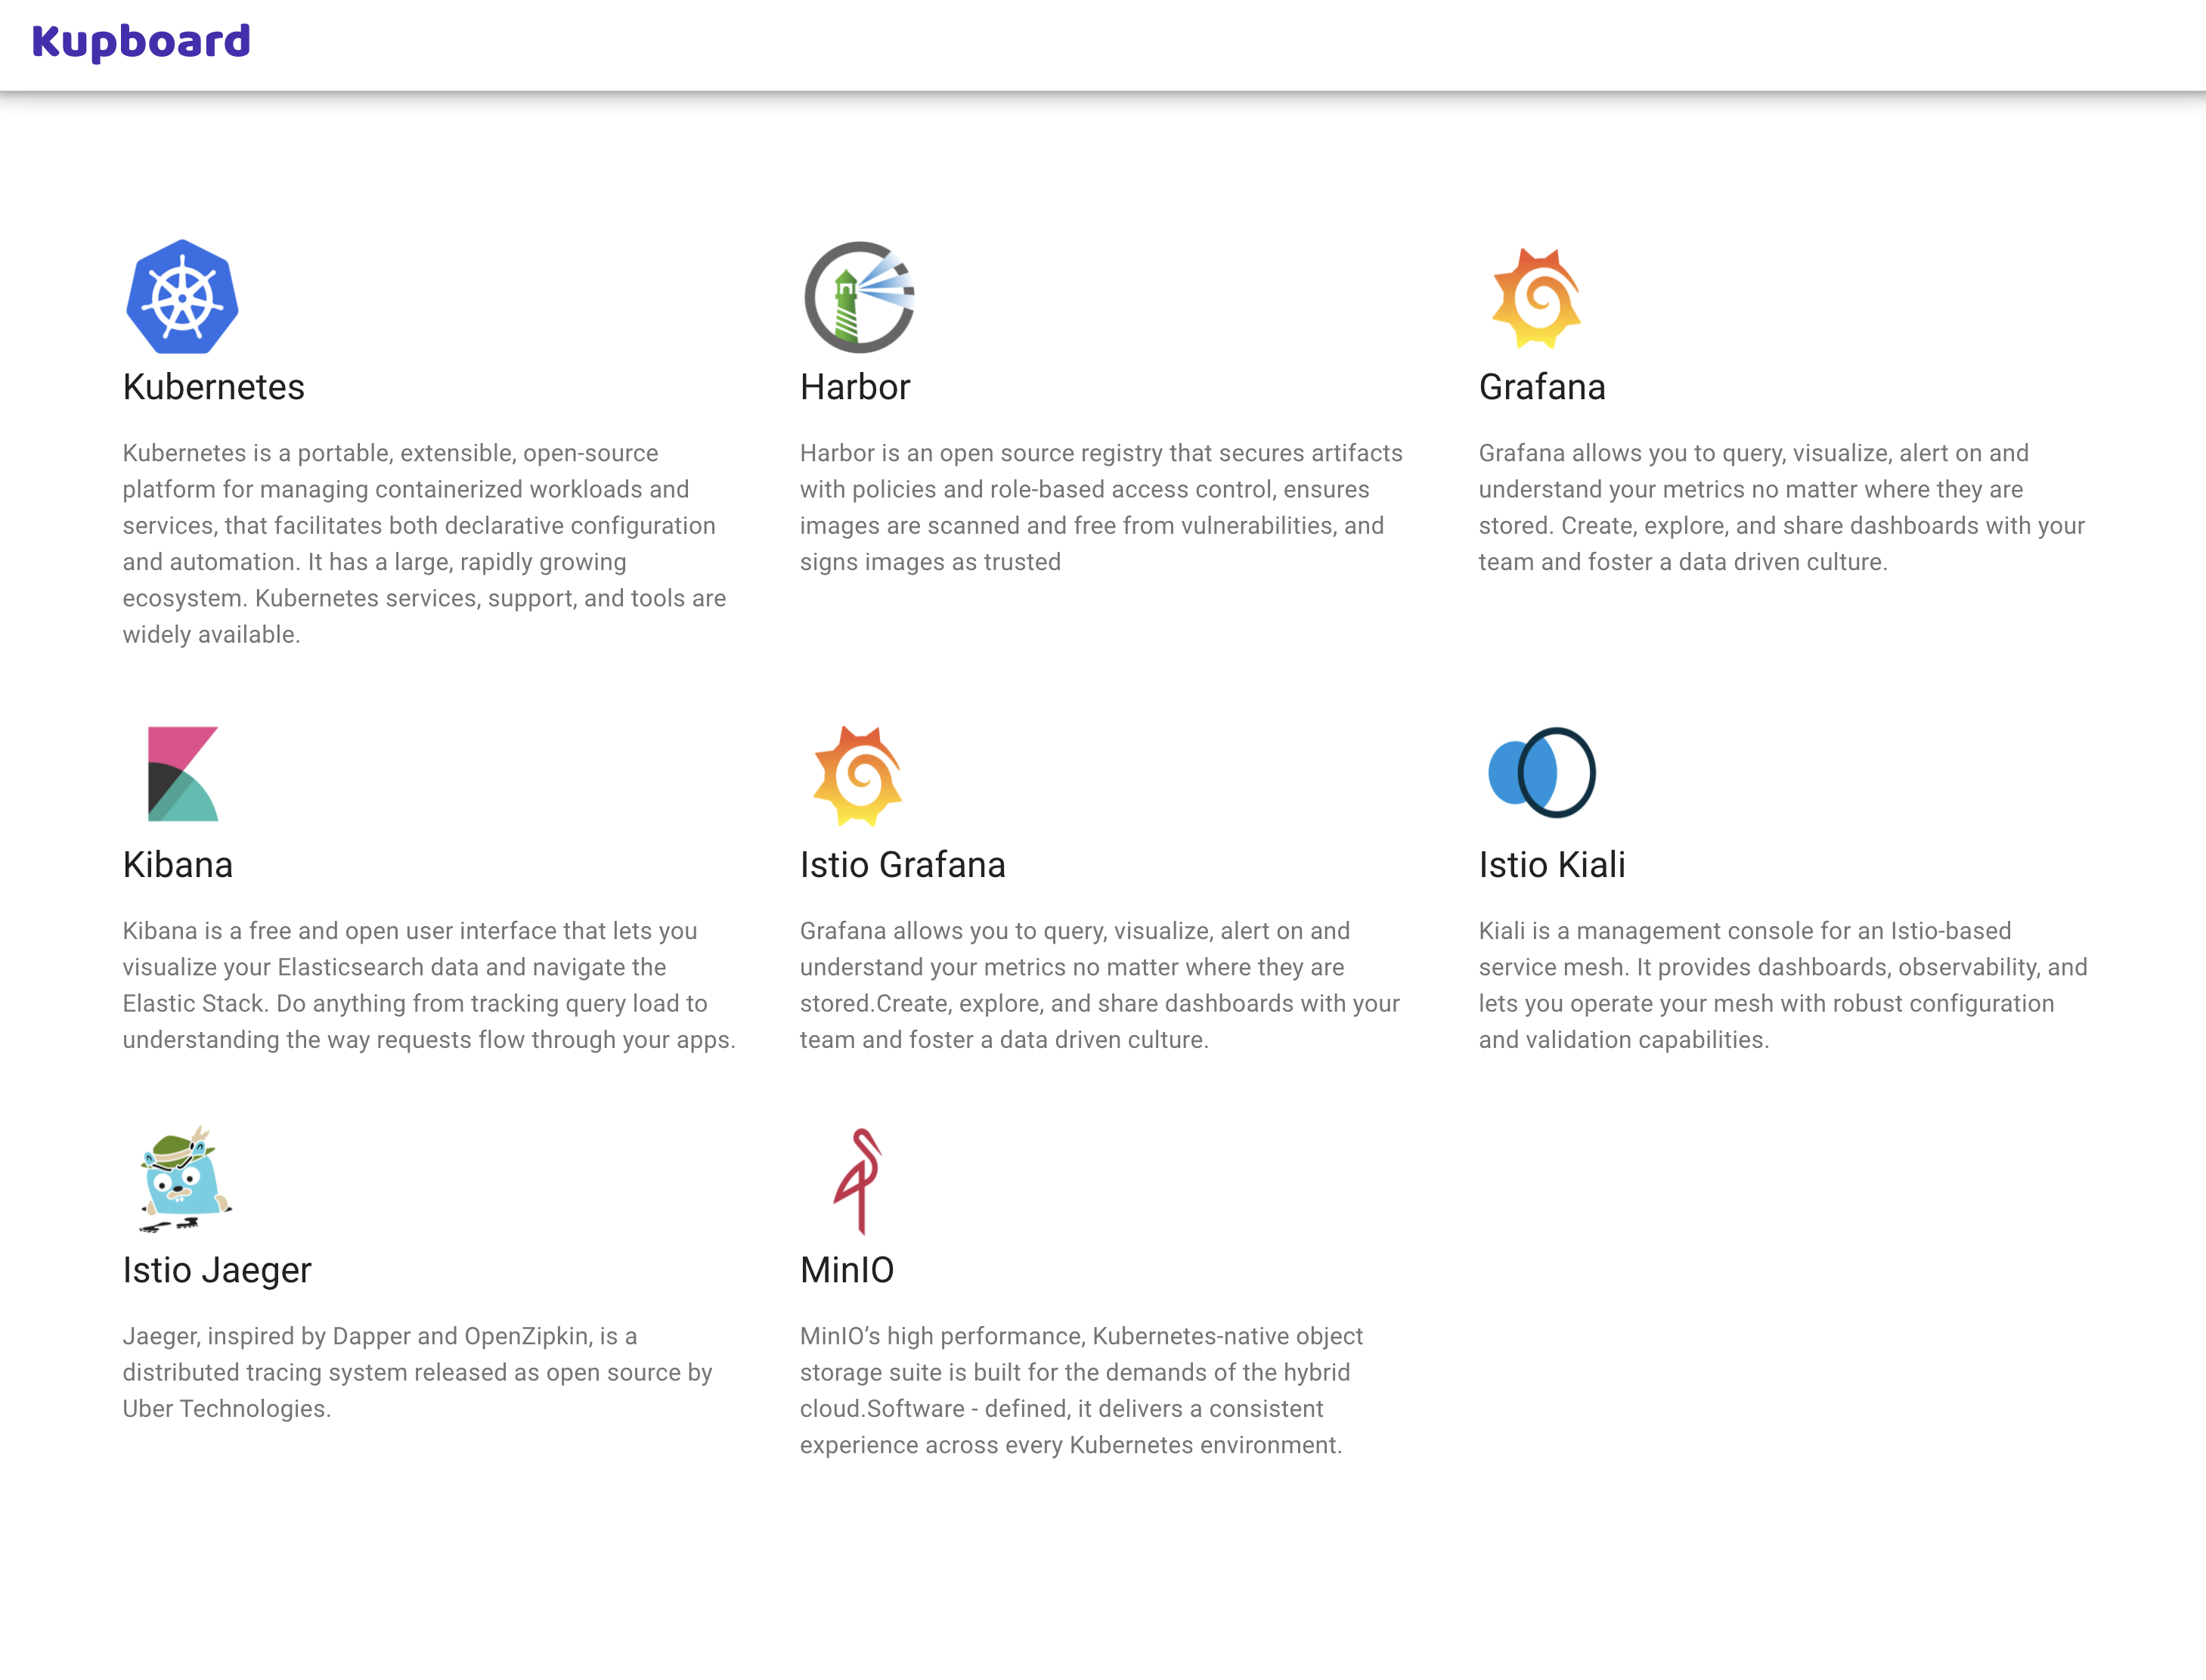 Kupboard
Kubernetes
Kubernetes is a portable, extensible, open-source
platform for managing containerized workloads and
services, that facilitates both declarative configuration
and automation. It has a large, rapidly growing
ecosystem. Kubernetes services, support, and tools are
widely available.
Harbor
Harbor is an open source registry that secures artifacts
with policies and role-based access control, ensures
images are scanned and free from vulnerabilities, and
signs images as trusted
Grafana
Grafana allows you to query, visualize, alert on and
understand your metrics no matter where they are
stored. Create, explore, and share dashboards with your
team and foster a data driven culture.
Kibana
Kibana is a free and open user interface that lets you
visualize your Elasticsearch data and navigate the
Elastic Stack. Do anything from tracking query load to
understanding the way requests flow through your apps.
Istio Grafana
Grafana allows you to query, visualize, alert on and
understand your metrics no matter where they are
stored.Create, explore, and share dashboards with your
team and foster a data driven culture.
Istio Kiali
Kiali is a management console for an Istio-based
service mesh. It provides dashboards, observability, and
lets you operate your mesh with robust configuration
and validation capabilities.
Istio Jaeger
Jaeger, inspired by Dapper and OpenZipkin, is a
distributed tracing system released as open source by
Uber Technologies.
MinIO
MinIO’s high performance, Kubernetes-native object
storage suite is built for the demands of the hybrid
cloud.Software - defined, it delivers a consistent
experience across every Kubernetes environment.